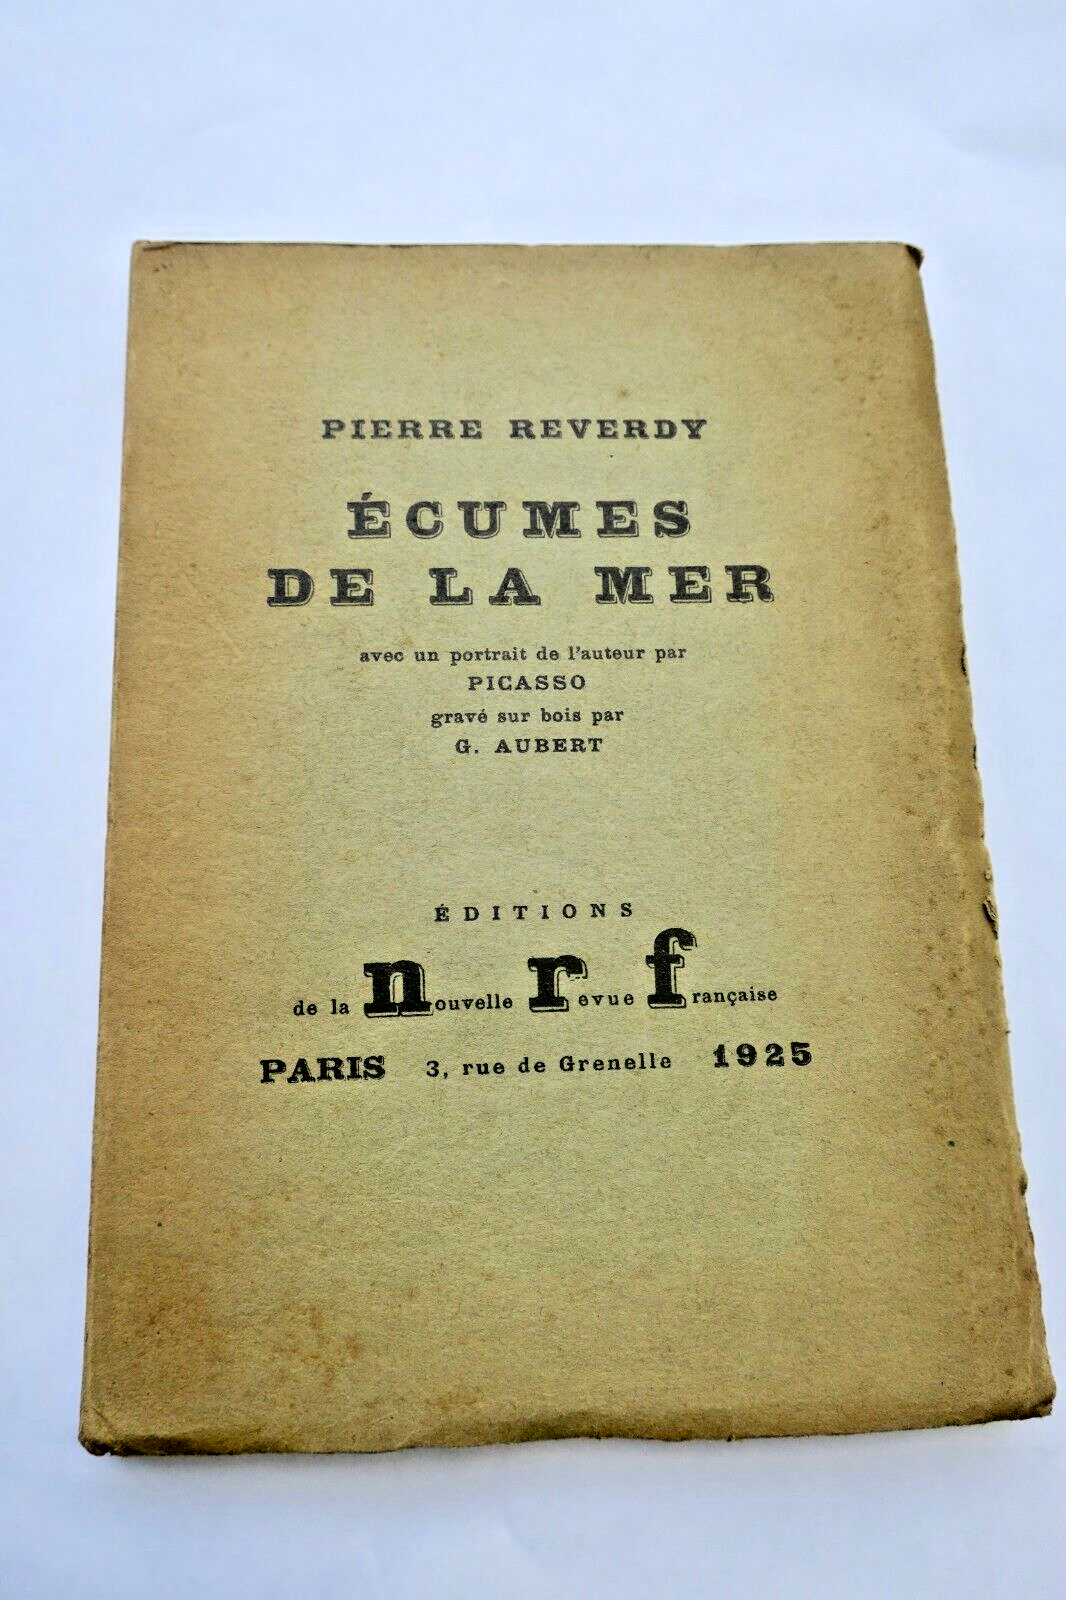 PIERRE REVERDY
ÉCUMES
DE LA MER
avec un portrait de l'auteur par
PICASSO
gravé sur bois par
G. AUBERT
ÉDITIONS
de la nouvelle revue française
PARIS 3, rue de Grenelle 1925